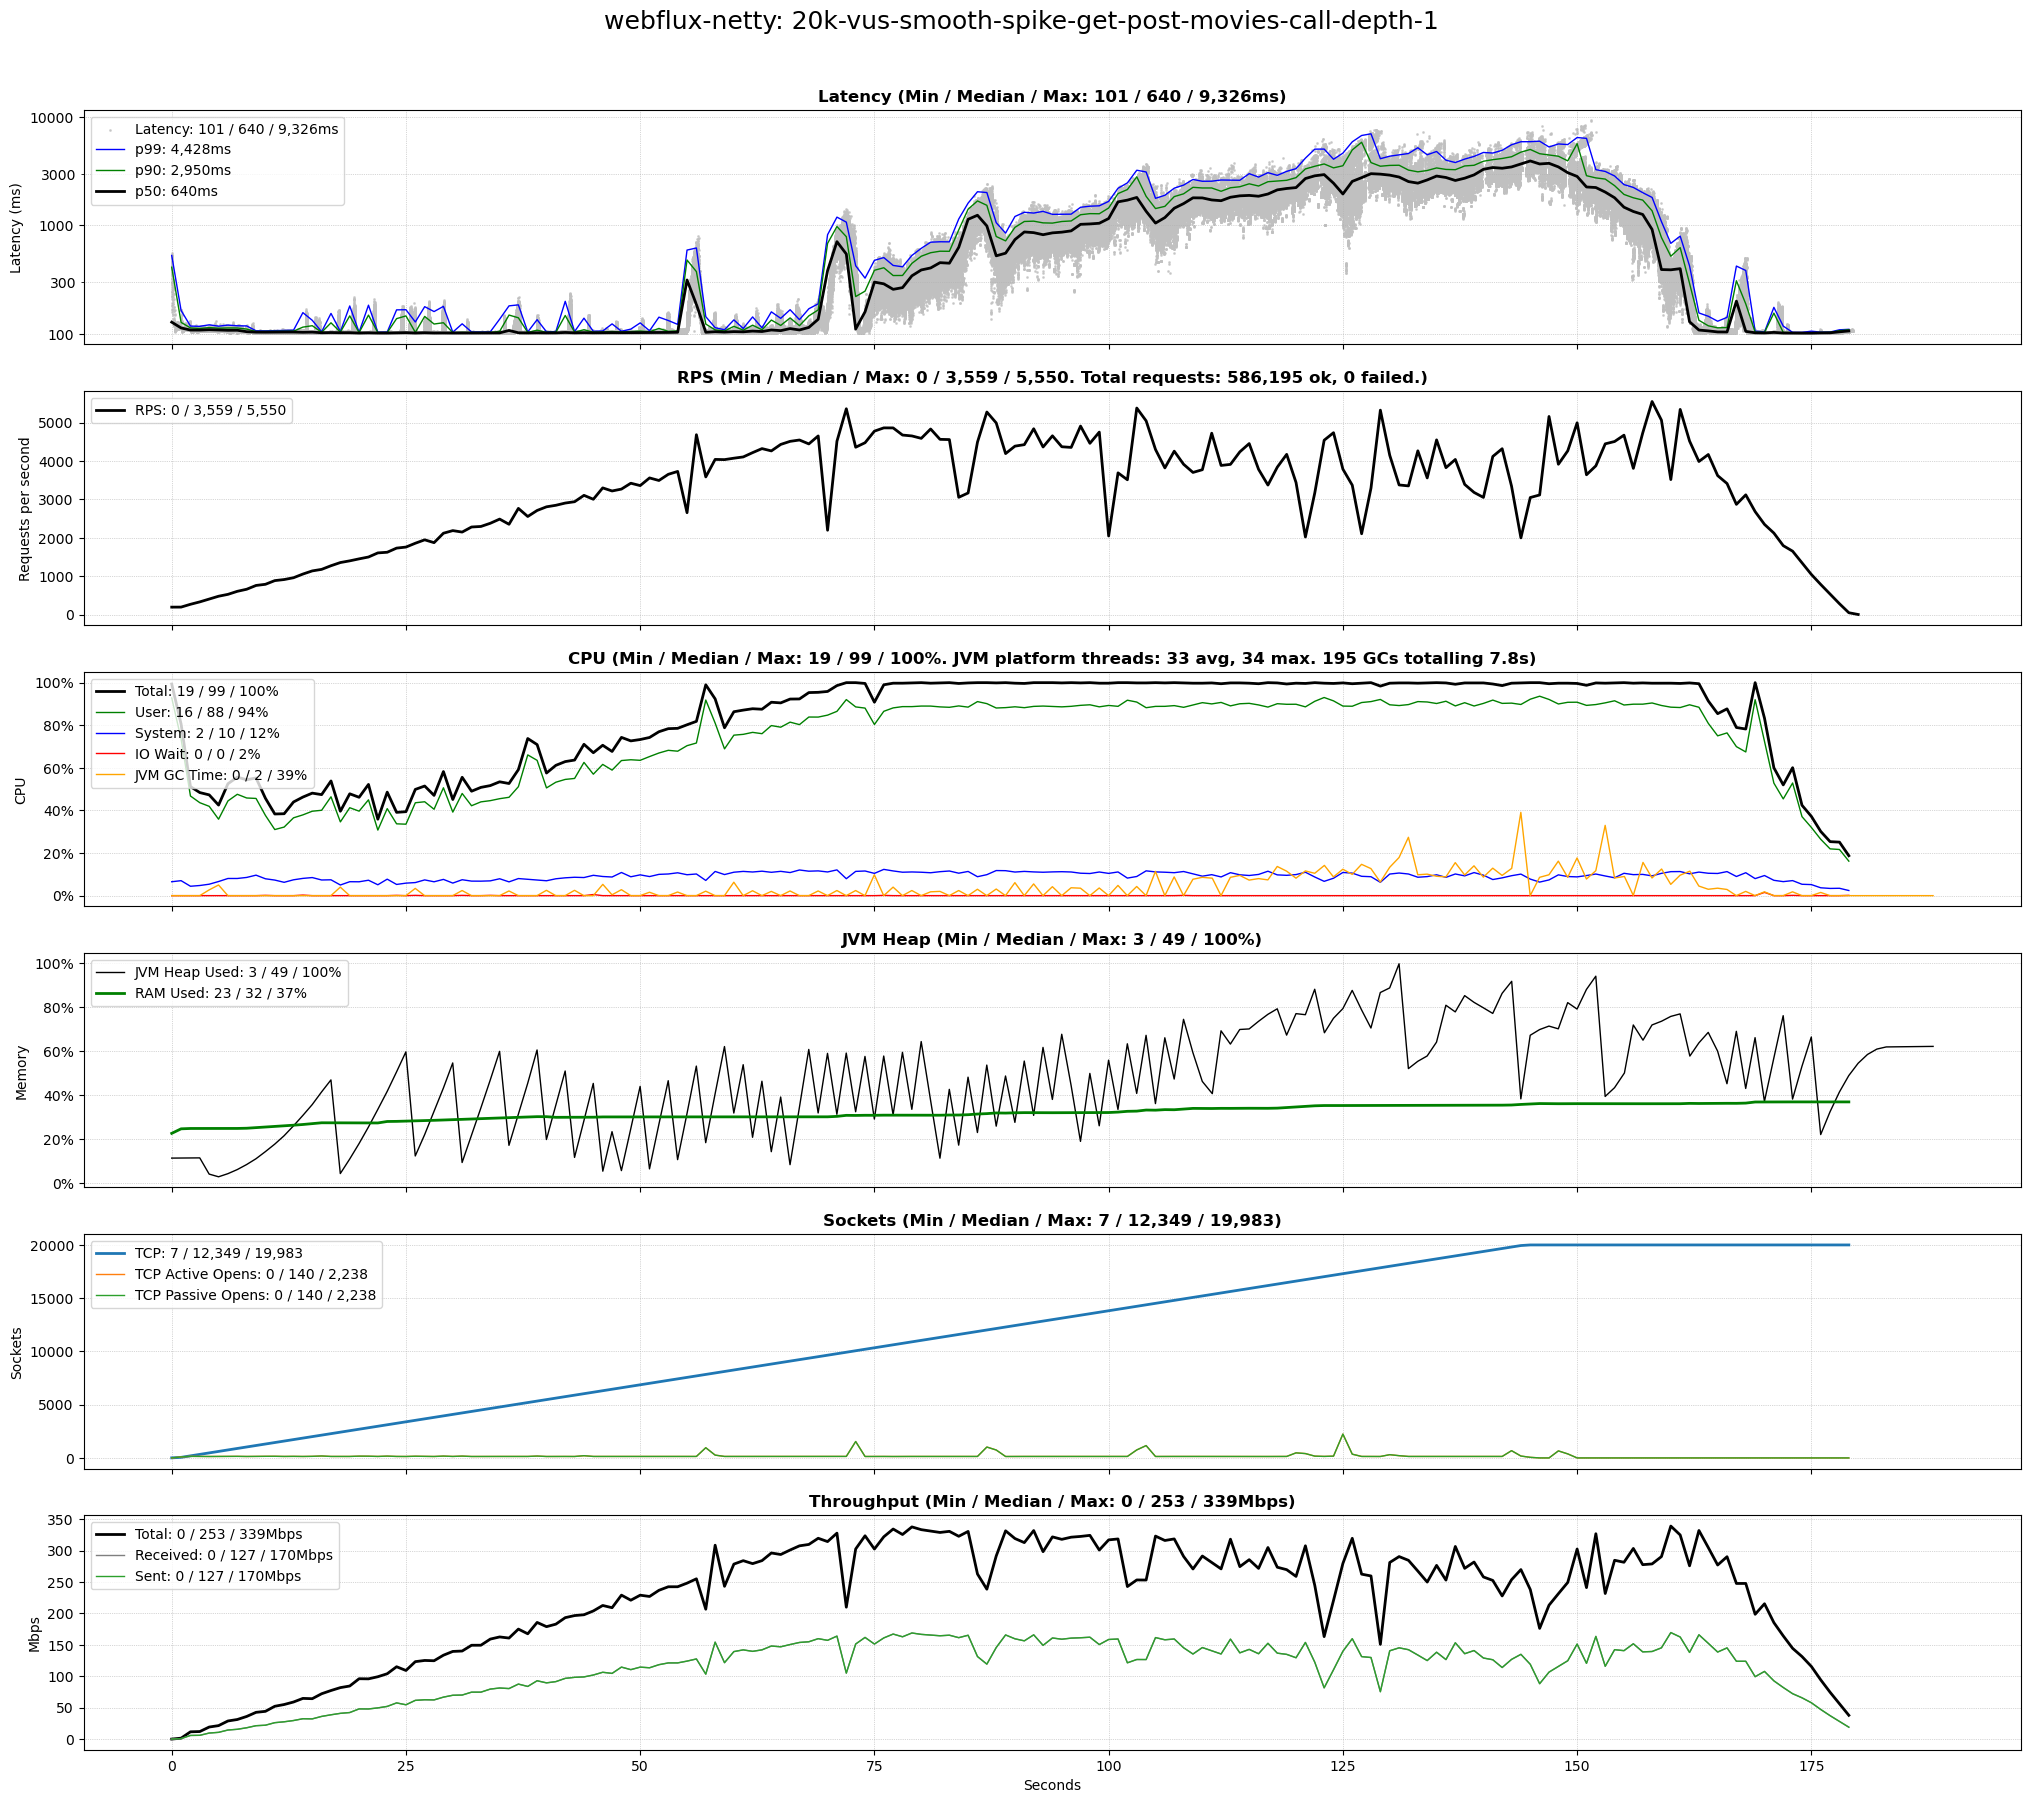 webflux-netty: 20k-vus-smooth-spike-get-post-movies-call-depth-1
Latency (Min / Median / Max: 101 / 640 / 9,326ms)
Latency (ms)
10000
3000
1000
300
100
Latency: 101 / 640 / 9,326ms
p99: 4,428ms
p90: 2,950ms
p50: 640ms
RPS (Min / Median / Max: 0 / 3,559 / 5,550. Total requests: 586,195 ok, 0 failed.)
Requests per second
5000
4000
3000
2000
1000
0
RPS: 0 / 3,559 / 5,550
CPU (Min / Median / Max: 19 / 99 / 100%. JVM platform threads: 33 avg, 34 max. 195 GCs totalling 7.8s)
CPU
100%
80%
60%
40%
20%
0%
Total: 19 / 99 / 100%
User: 16 / 88 / 94%
System: 2 / 10 / 12%
IO Wait: 0 / 0 / 2%
JVM GC Time: 0 / 2 / 39%
JVM Heap (Min / Median / Max: 3 / 49 / 100%)
Memory
100%
80%
60%
40%
20%
0%
JVM Heap Used: 3 / 49 / 100%
RAM Used: 23 / 32 / 37%
Sockets (Min / Median / Max: 7 / 12,349 / 19,983)
Sockets
20000
15000
10000
5000
0
TCP: 7 / 12,349 / 19,983
TCP Active Opens: 0 / 140 / 2,238
TCP Passive Opens: 0 / 140 / 2,238
Throughput (Min / Median / Max: 0 / 253 / 339Mbps)
Mbps
350
300
250
200
150
100
50
0
Total: 0 / 253 / 339Mbps
Received: 0 / 127 / 170Mbps
Sent: 0 / 127 / 170Mbps
0 25 50 75 100 125 150 175
Seconds